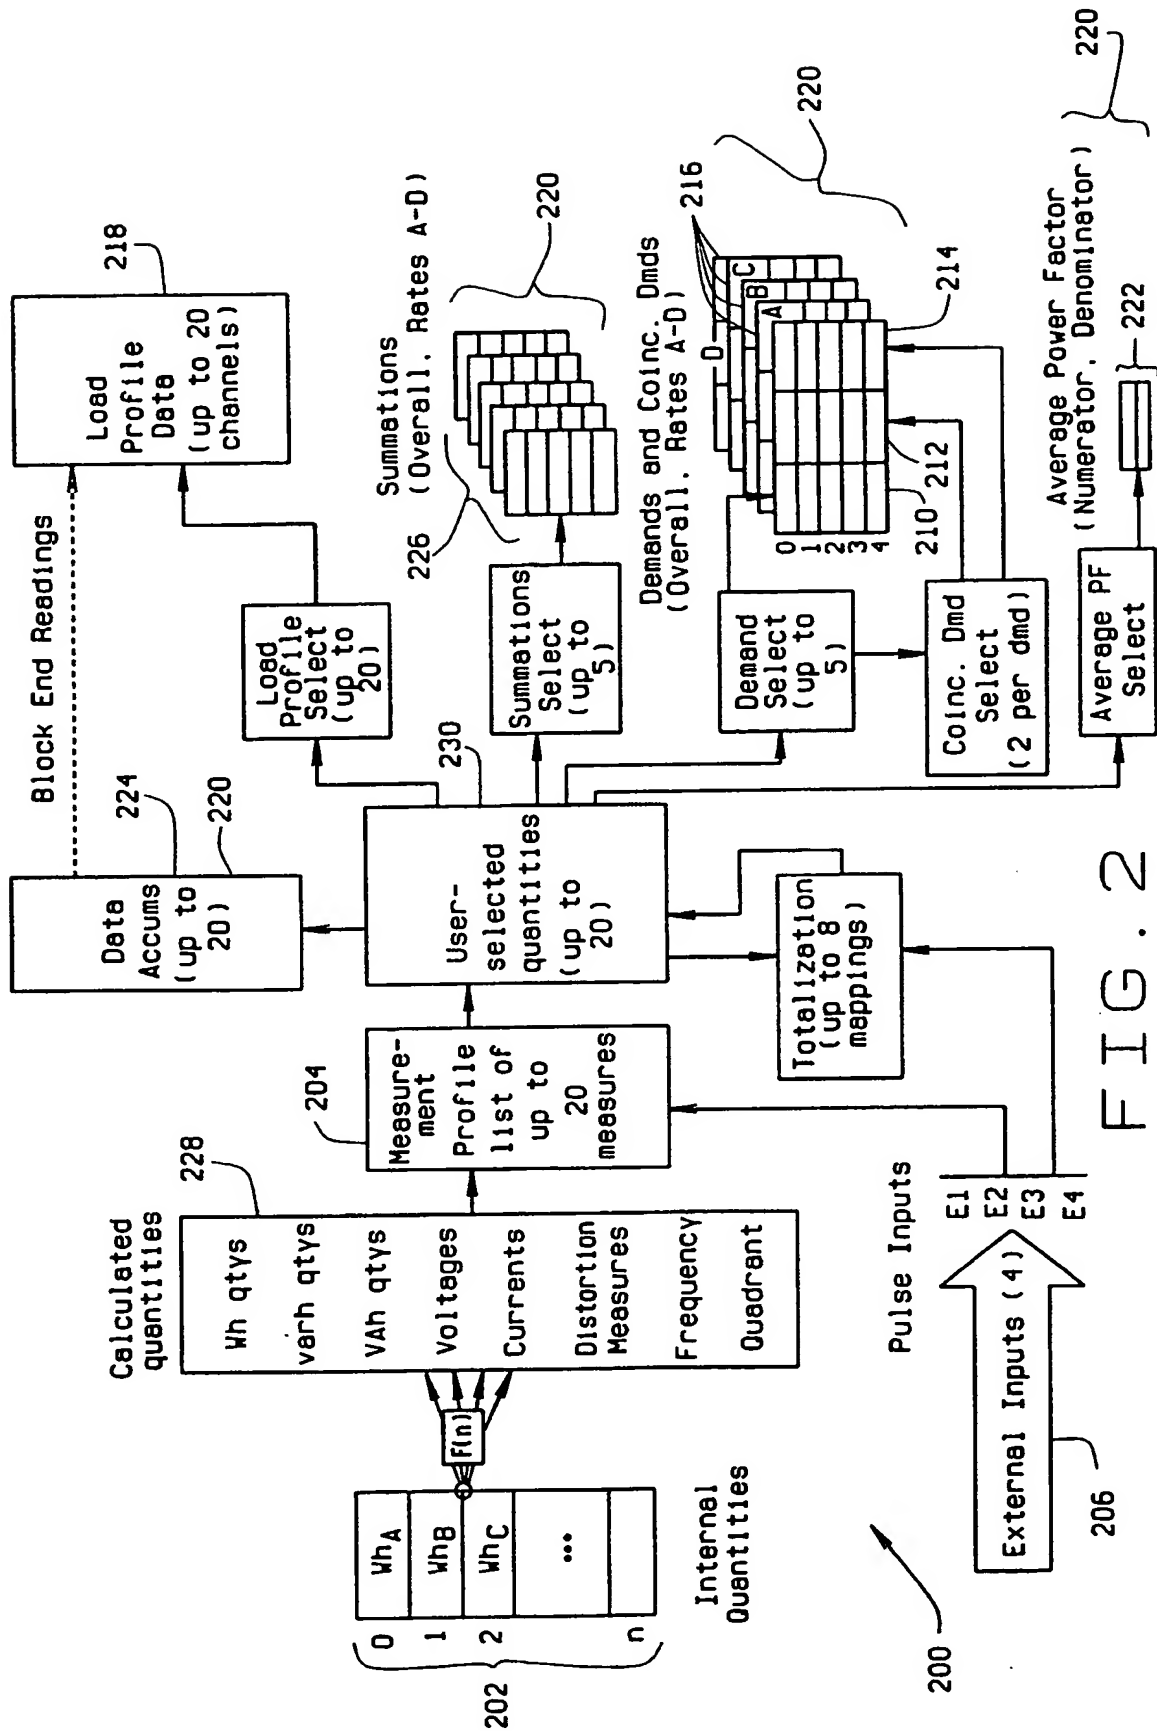 200
202
0
1
2
n
WhA
WhB
WhC
...
Internal
Quantities
F(n)
Calculated
quantities
228
Wh qtys
varh qtys
VAh qtys
Voltages
Currents
Distortion
Measures
Frequency
Quadrant
204
Measure-
ment
Profile
list of
up to
20
measures
206
External Inputs (4)
Pulse Inputs
E1
E2
E3
E4
Totalization
(up to 8
mappings)
230
User-
selected
quantities
(up to
20)
Data
Accums
(up to
20)
224
220
Block End Readings
Load
Profile
Select
(up to
20)
Load
Profile
Data
(up to 20
channels)
218
Summations
Select
(up to
5)
226
Summations
(Overall, Rates A-D)
220
Demand
Select
(up to
5)
Demands and Coinc. Dmds
(Overall, Rates A-D)
0
1
2
3
4
A
B
C
D
210
212
214
216
220
Coinc. Dmd
Select
(2 per dmd)
Average PF
Select
Average Power Factor
(Numerator, Denominator)
222
220
FIG. 2